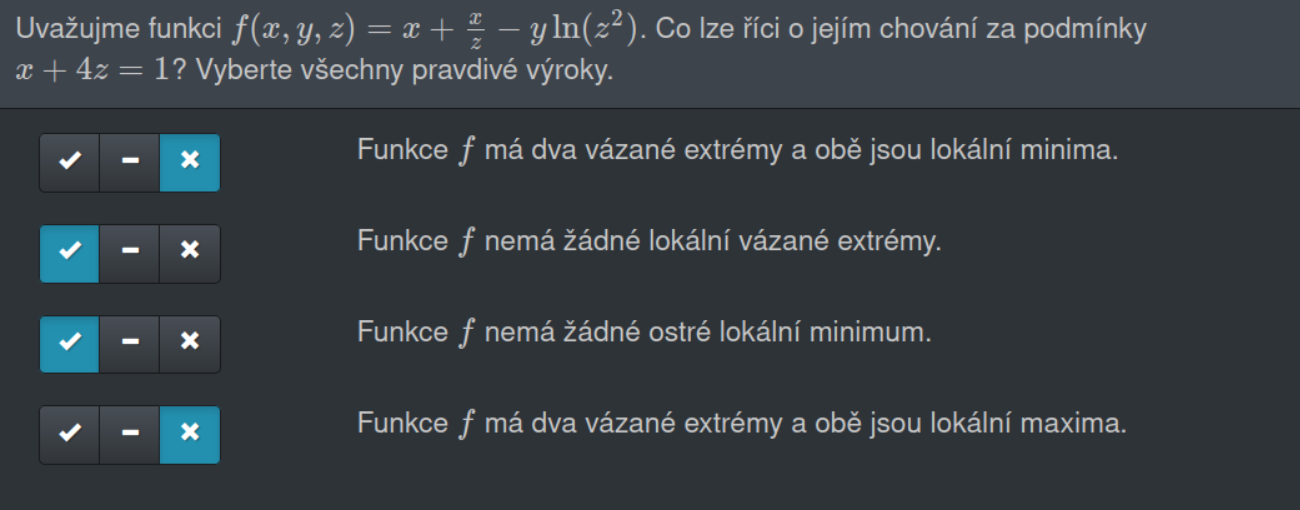 Uvažujme funkci f(x, y, z) = x + x/z − y ln(z²). Co lze říci o jejím chování za podmínky
x + 4z = 1? Vyberte všechny pravdivé výroky.
Funkce f má dva vázané extrémy a obě jsou lokální minima.
Funkce f nemá žádné lokální vázané extrémy.
Funkce f nemá žádné ostré lokální minimum.
Funkce f má dva vázané extrémy a obě jsou lokální maxima.